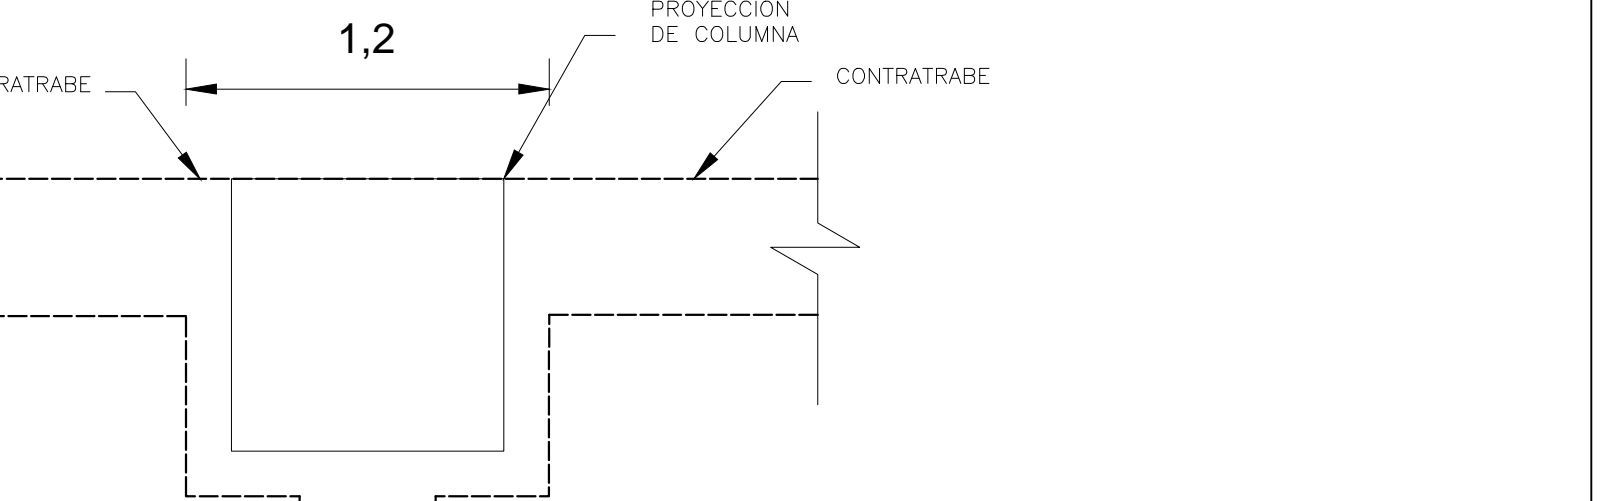 PROYECCION
DE COLUMNA
1,2
RATRABE
CONTRATRABE